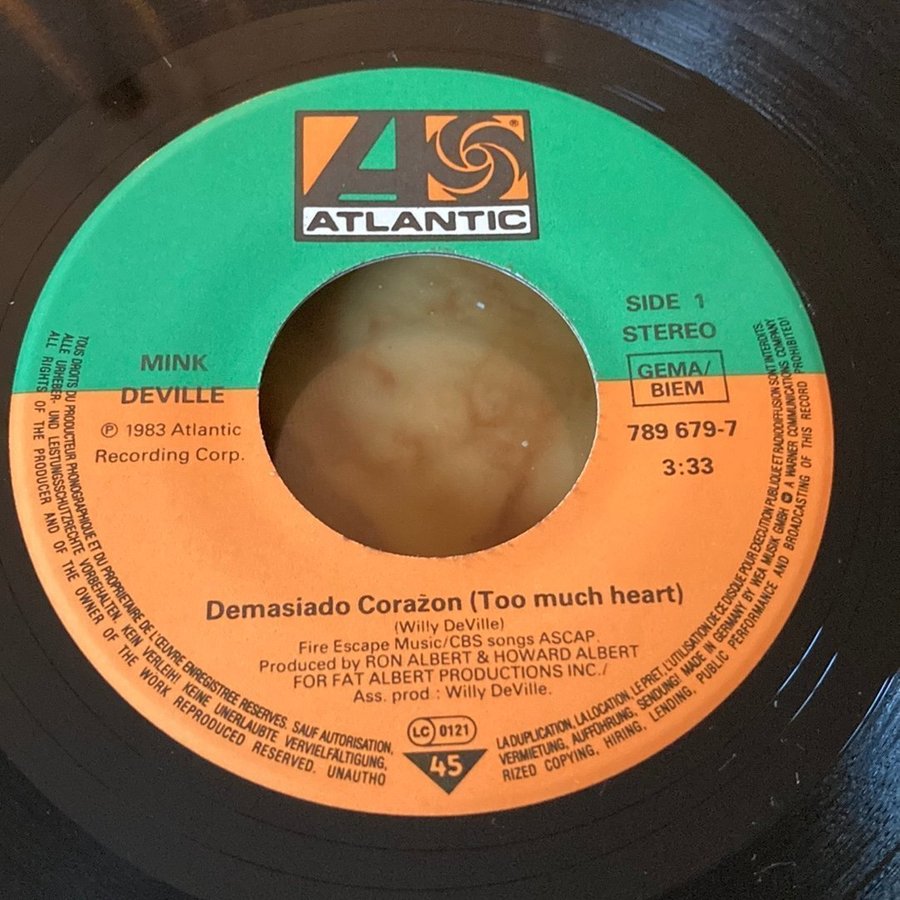 ATLANTIC
®
SIDE 1
STEREO
GEMA/
BIEM
789 679-7
3:33
MINK
DEVILLE
℗ 1983 Atlantic
Recording Corp.
Demasiado Coražon (Too much heart)
(Willy DeVille)
Fire Escape Music/CBS songs ASCAP.
Produced by RON ALBERT & HOWARD ALBERT
FOR FAT ALBERT PRODUCTIONS INC./
Ass. prod : Willy DeVille.
LC 0121
45
TOUS DROITS DU PRODUCTEUR PHONOGRAPHIQUE ET DU PROPRIETAIRE DE L'ŒUVRE ENREGISTREE RESERVES. SAUF AUTORISATION,
LA DUPLICATION, LA LOCATION, LE PRET, L'UTILISATION DE CE DISQUE POUR EXECUTION PUBLIQUE ET RADIODIFFUSION SONT INTERDITS.
ALLE URHEBER- UND LEISTUNGSSCHUTZRECHTE VORBEHALTEN. KEIN VERLEIH! KEINE UNERLAUBTE VERVIELFÄLTIGUNG,
VERMIETUNG, AUFFÜHRUNG, SENDUNG! MADE IN GERMANY BY WEA MUSIK GMBH A WARNER COMMUNICATIONS COMPANY
ALL RIGHTS OF THE PRODUCER AND OF THE OWNER OF THE WORK REPRODUCED RESERVED. UNAUTHO
RIZED COPYING, HIRING, LENDING, PUBLIC PERFORMANCE AND BROADCASTING OF THIS RECORD PROHIBITED!